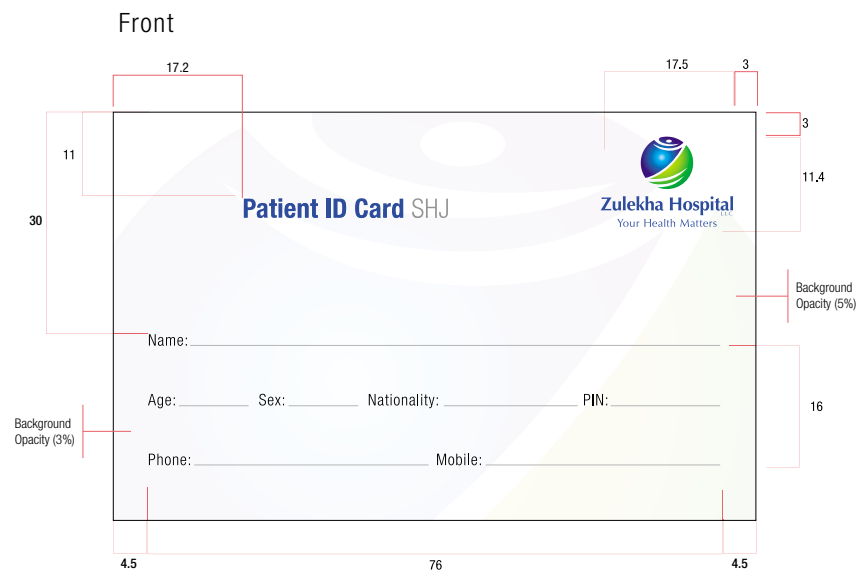 Front
17.2
17.5
3
3
11
11.4
30
Zulekha Hospital
LLC
Your Health Matters
Patient ID Card SHJ
Background
Opacity (5%)
Name:
Age: Sex: Nationality: PIN:
16
Background
Opacity (3%)
Phone: Mobile:
4.5
76
4.5